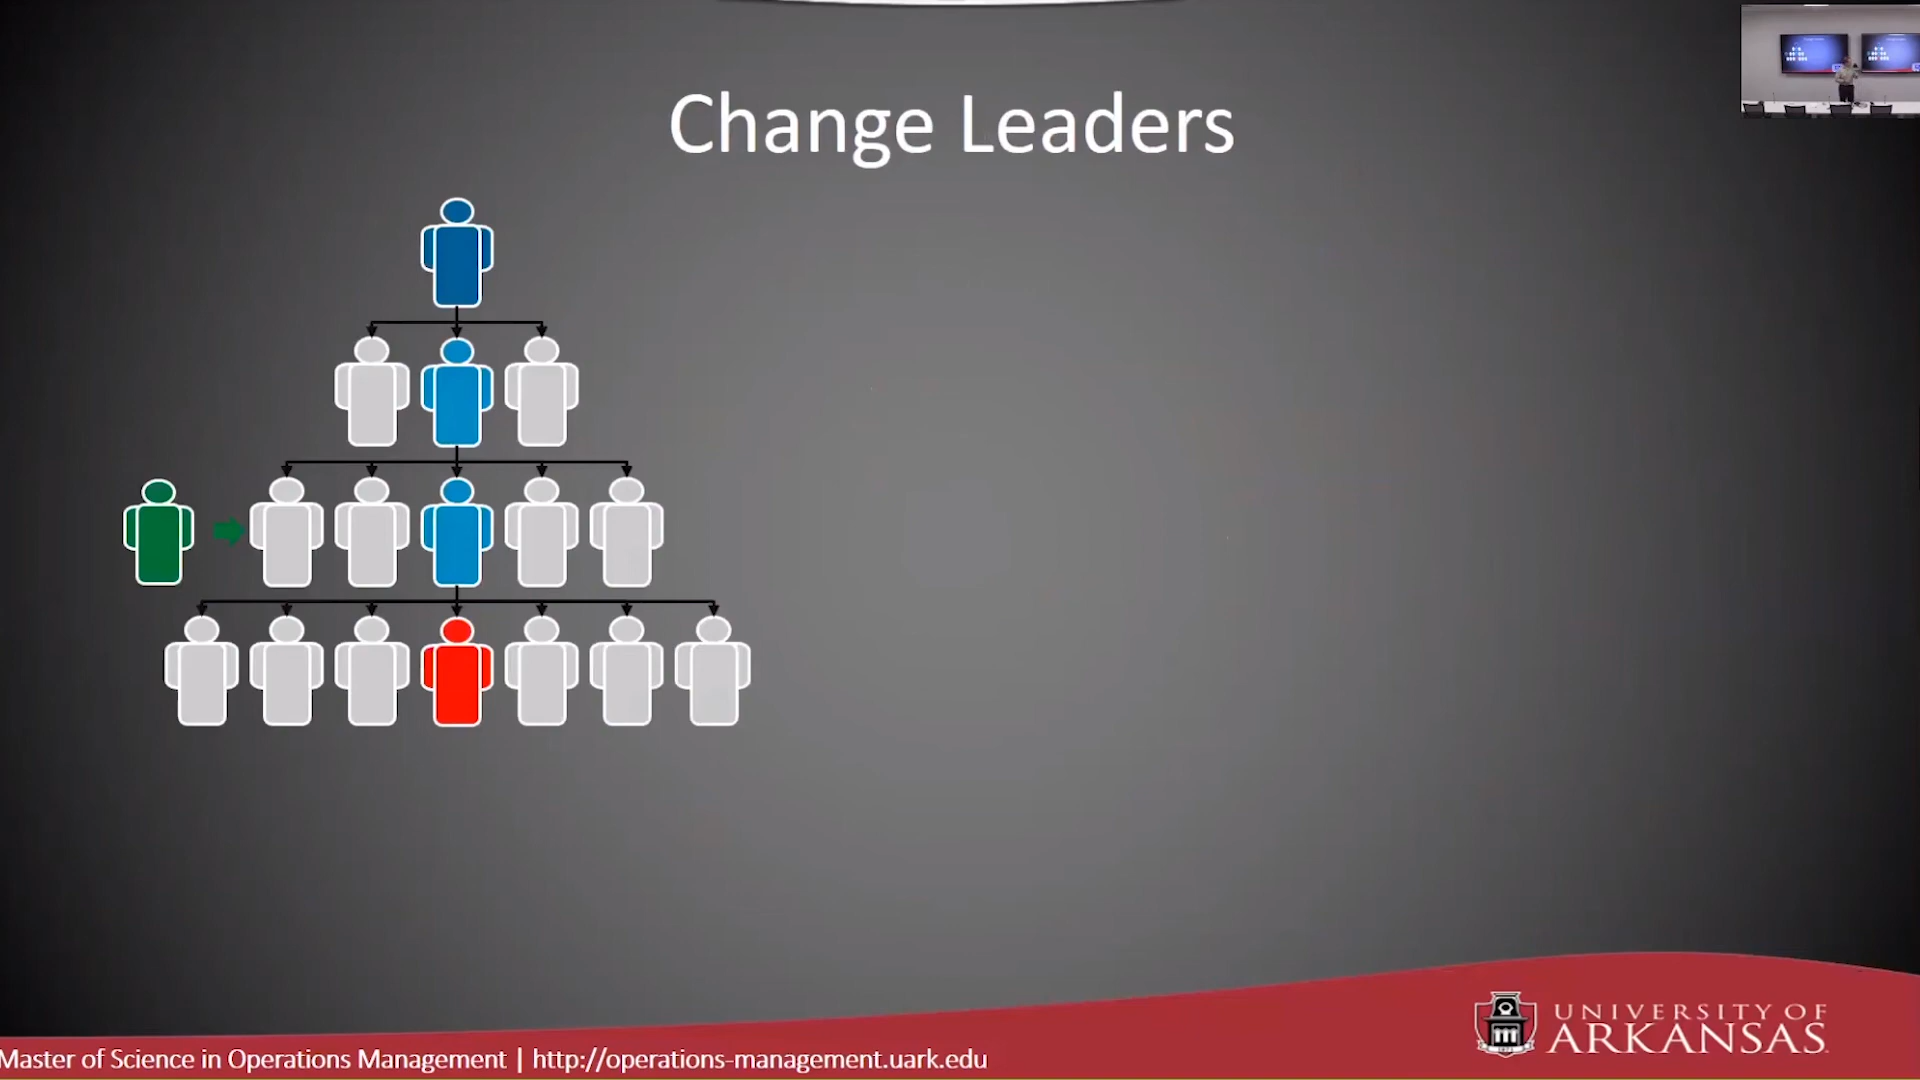 Change Leaders
UNIVERSITY OF
ARKANSAS
Master of Science in Operations Management | http://operations-management.uark.edu